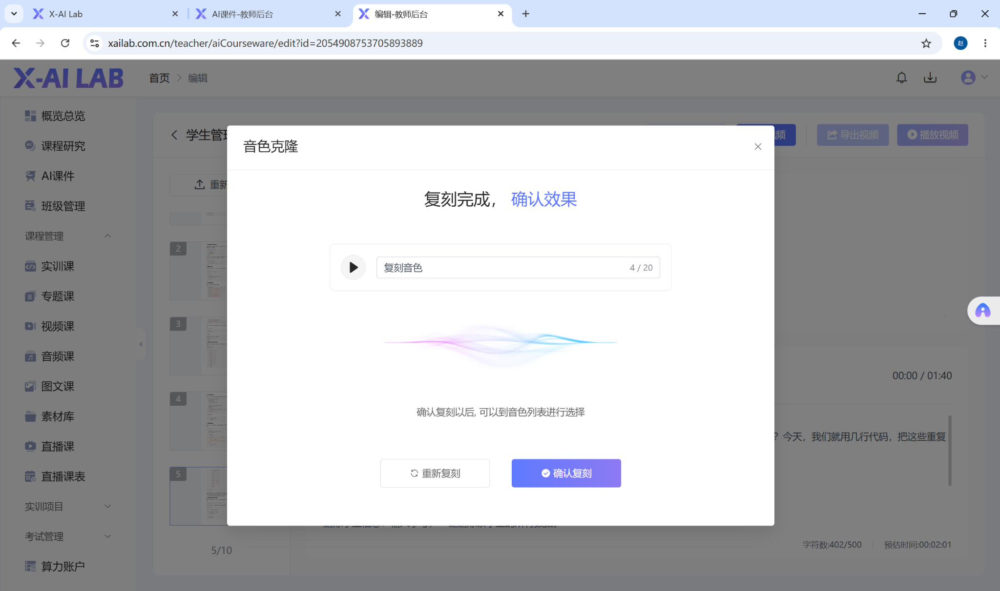 X-AI Lab
AI课件-教师后台
编辑-教师后台
xailab.com.cn/teacher/aiCourseware/edit?id=2054908753705893889
赵
X-AI LAB
首页 > 编辑
概览总览
课程研究
AI课件
班级管理
课程管理
实训课
专题课
视频课
音频课
图文课
素材库
直播课
直播课表
实训项目
考试管理
算力账户
学生管
频
导出视频
播放视频
重新
2
3
4
5
5/10
音色克隆
复刻完成， 确认效果
复刻音色
4 / 20
确认复刻以后, 可以到音色列表进行选择
重新复刻
确认复刻
00:00 / 01:40
？今天，我们就用几行代码，把这些重复
字符数:402/500
预估时间:00:02:01